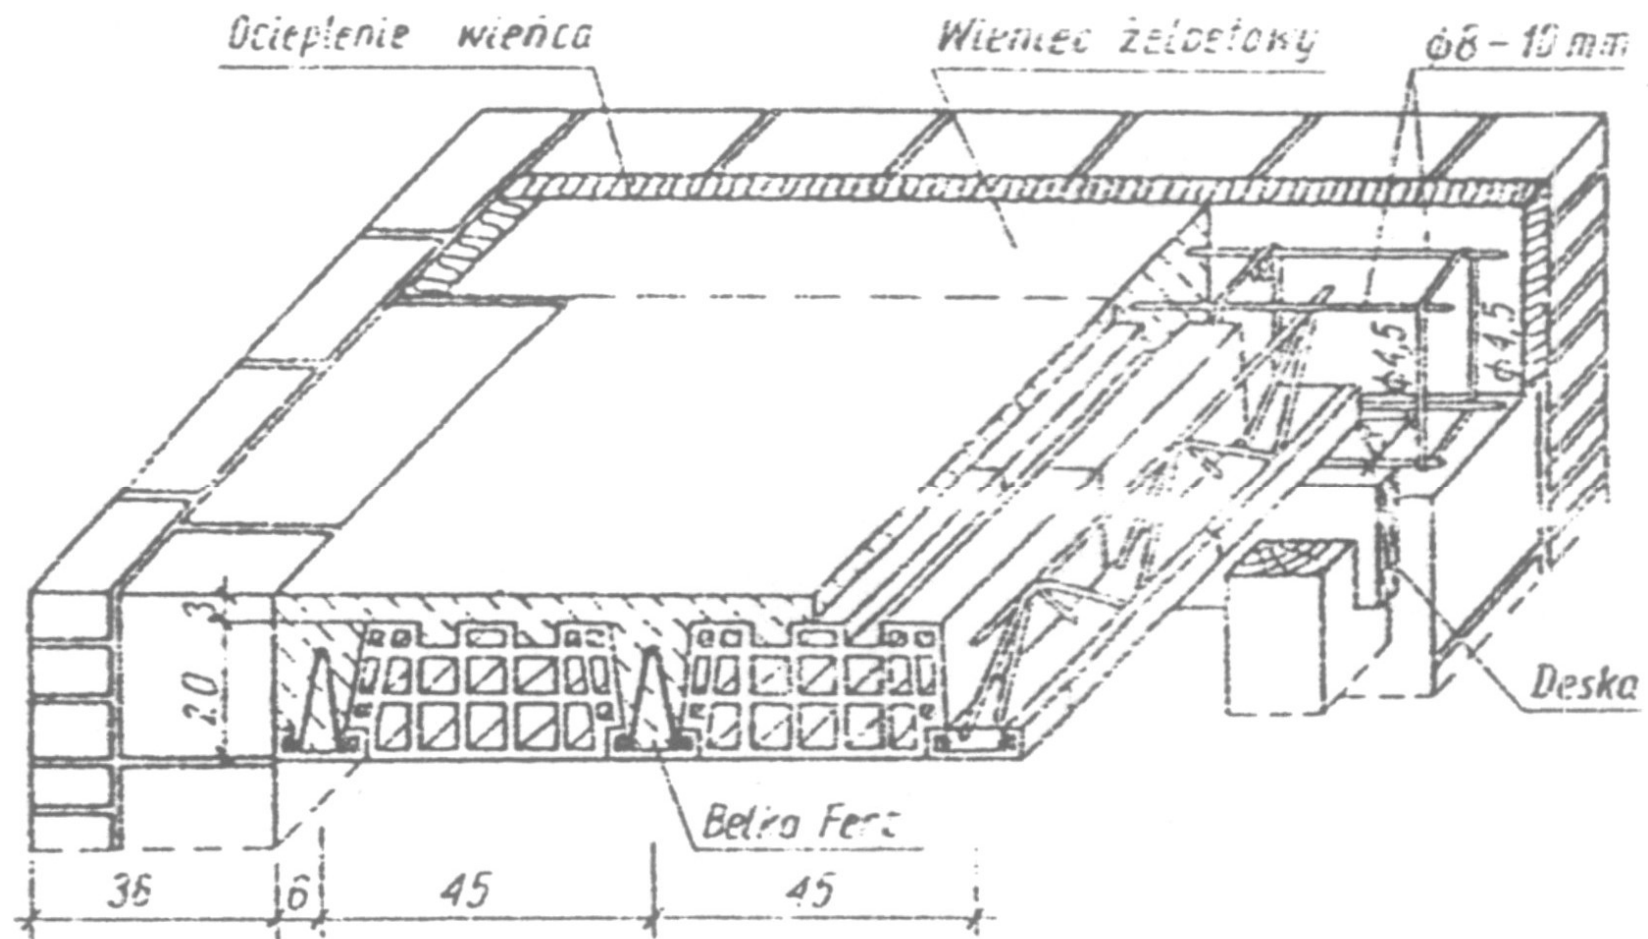 Ocieplenie wieńca
Wieniec żelbetowy
ϕ8-10 mm
ϕ4,5
ϕ4,5
3
20
Deska
Belka Fert
38
6
45
45